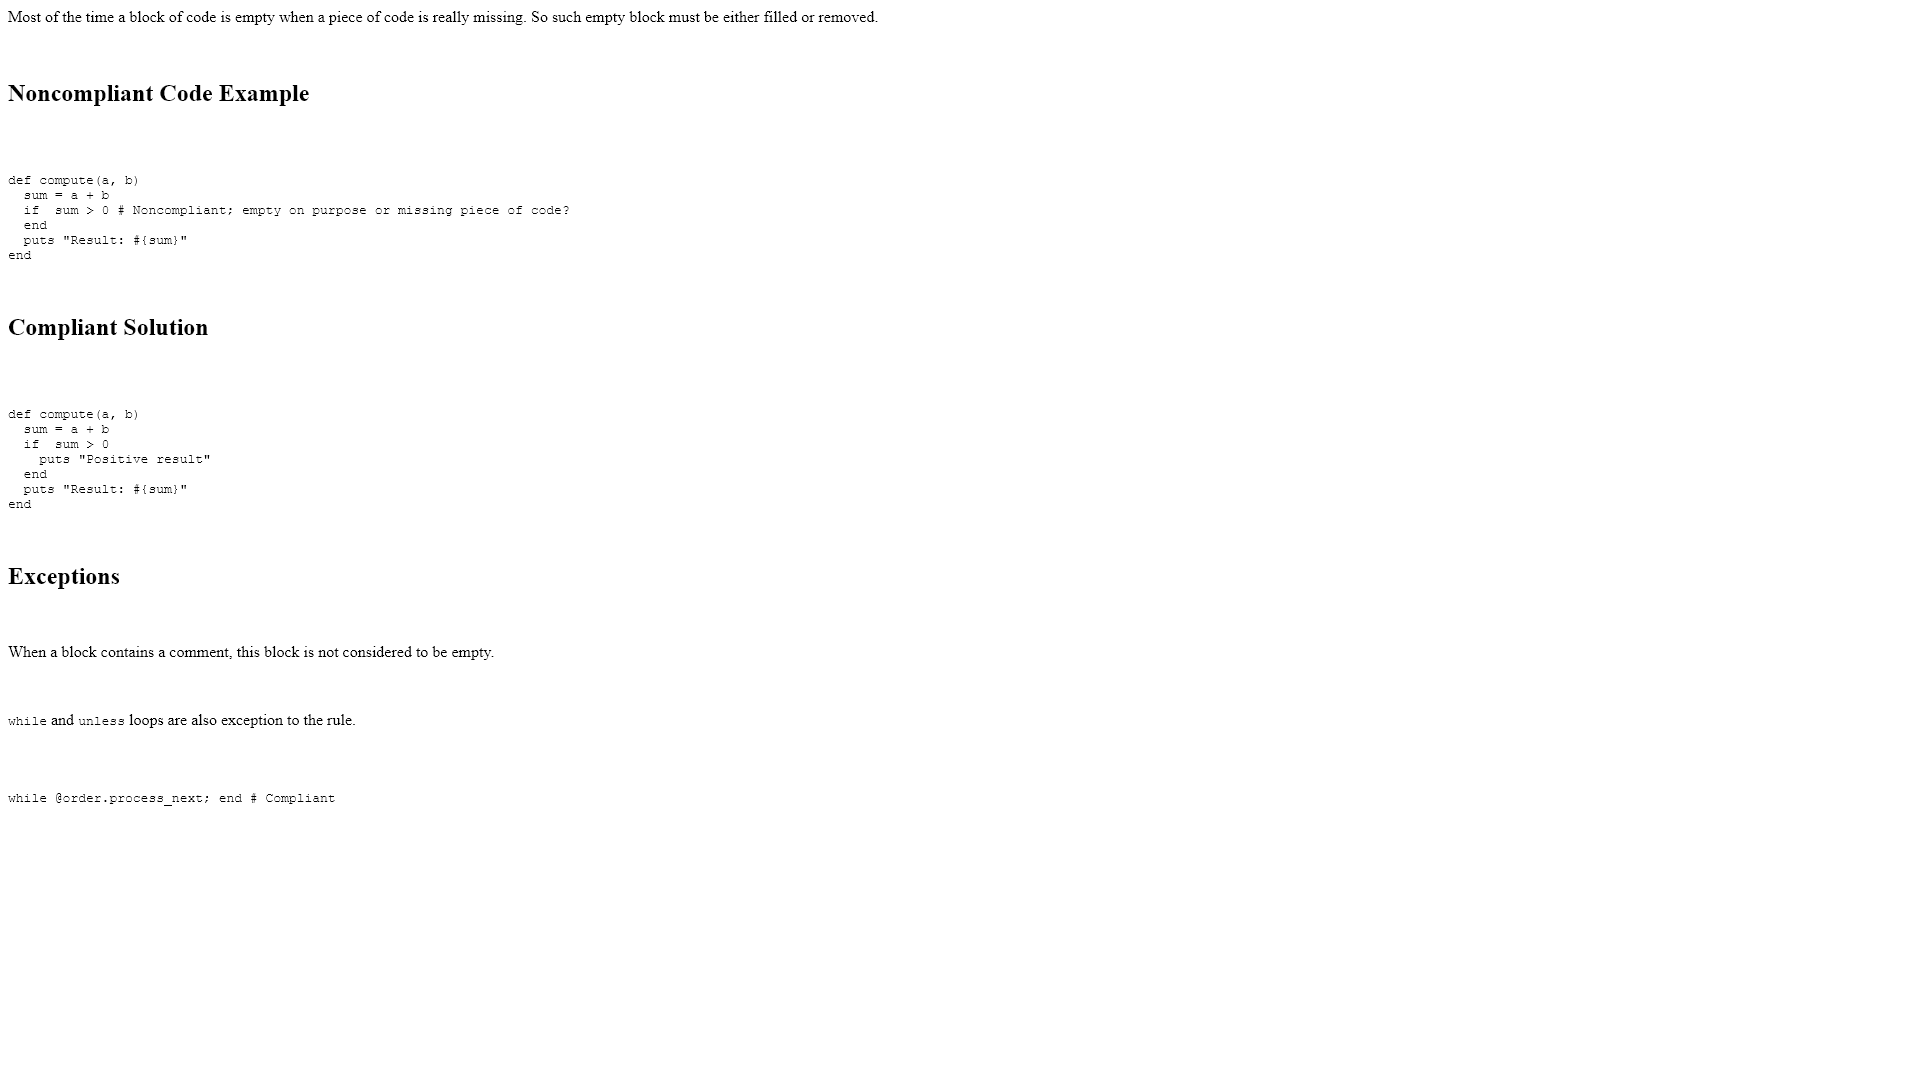 Most of the time a block of code is empty when a piece of code is really missing. So such empty block must be either filled or removed.
Noncompliant Code Example
def compute(a, b)
  sum = a + b
  if  sum > 0 # Noncompliant; empty on purpose or missing piece of code?
  end
  puts "Result: #{sum}"
end
Compliant Solution
def compute(a, b)
  sum = a + b
  if  sum > 0
    puts "Positive result"
  end
  puts "Result: #{sum}"
end
Exceptions
When a block contains a comment, this block is not considered to be empty.
while and unless loops are also exception to the rule.
while @order.process_next; end # Compliant